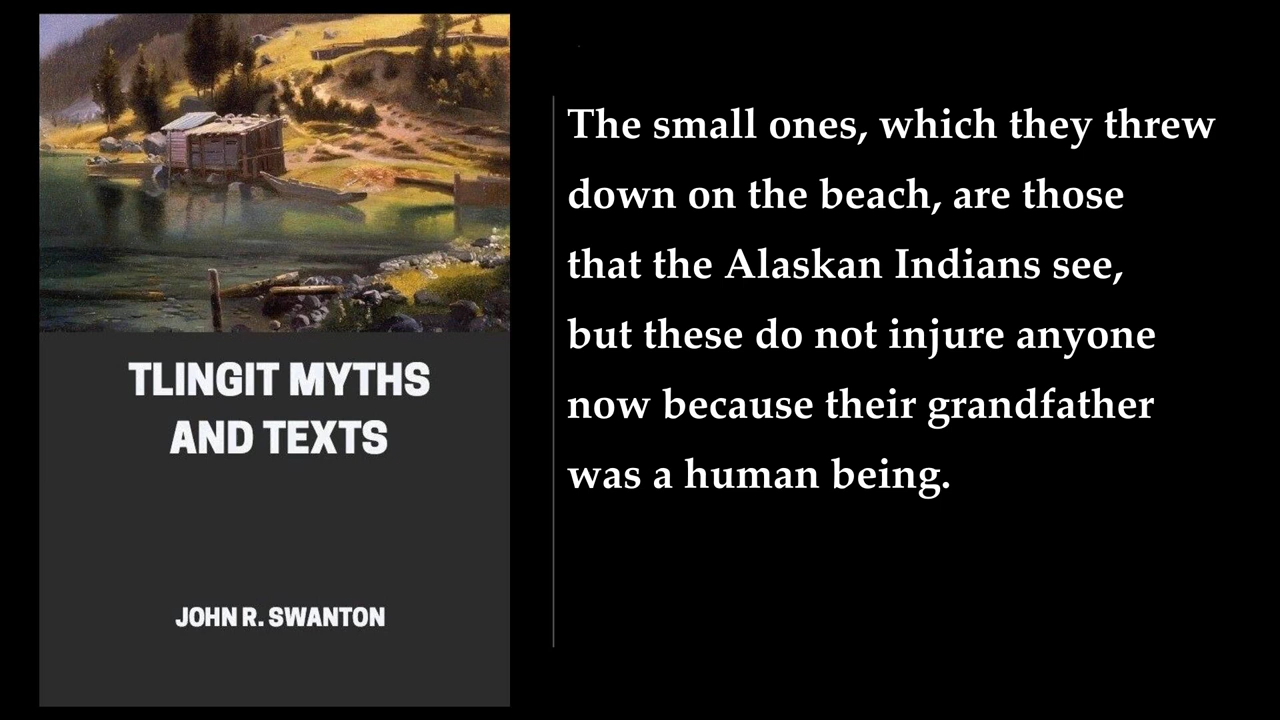 TLINGIT MYTHS
AND TEXTS
JOHN R. SWANTON
The small ones, which they threw
down on the beach, are those
that the Alaskan Indians see,
but these do not injure anyone
now because their grandfather
was a human being.